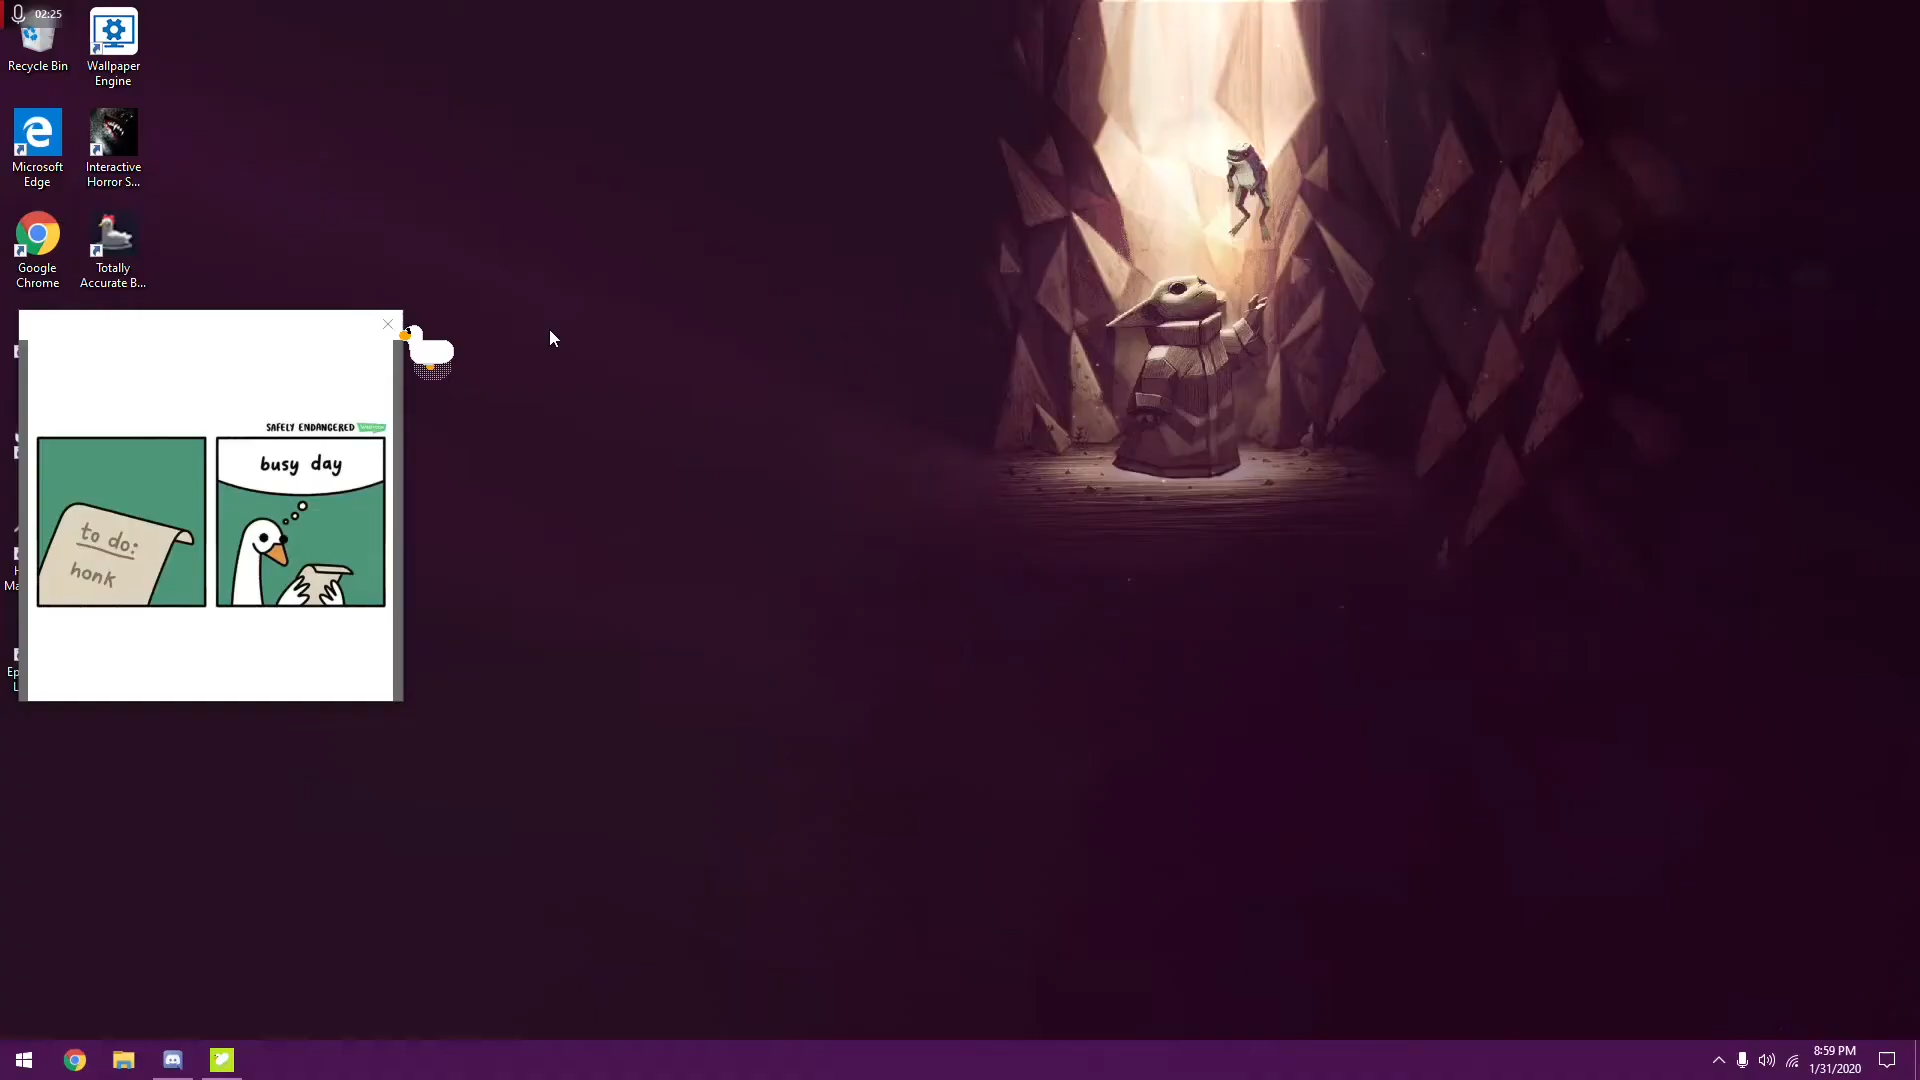 02:25
Recycle Bin
Wallpaper
Engine
Microsoft
Edge
Interactive
Horror S...
Google
Chrome
Totally
Accurate B...
SAFELY ENDANGERED
busy day
to do:
honk
8:59 PM
1/31/2020